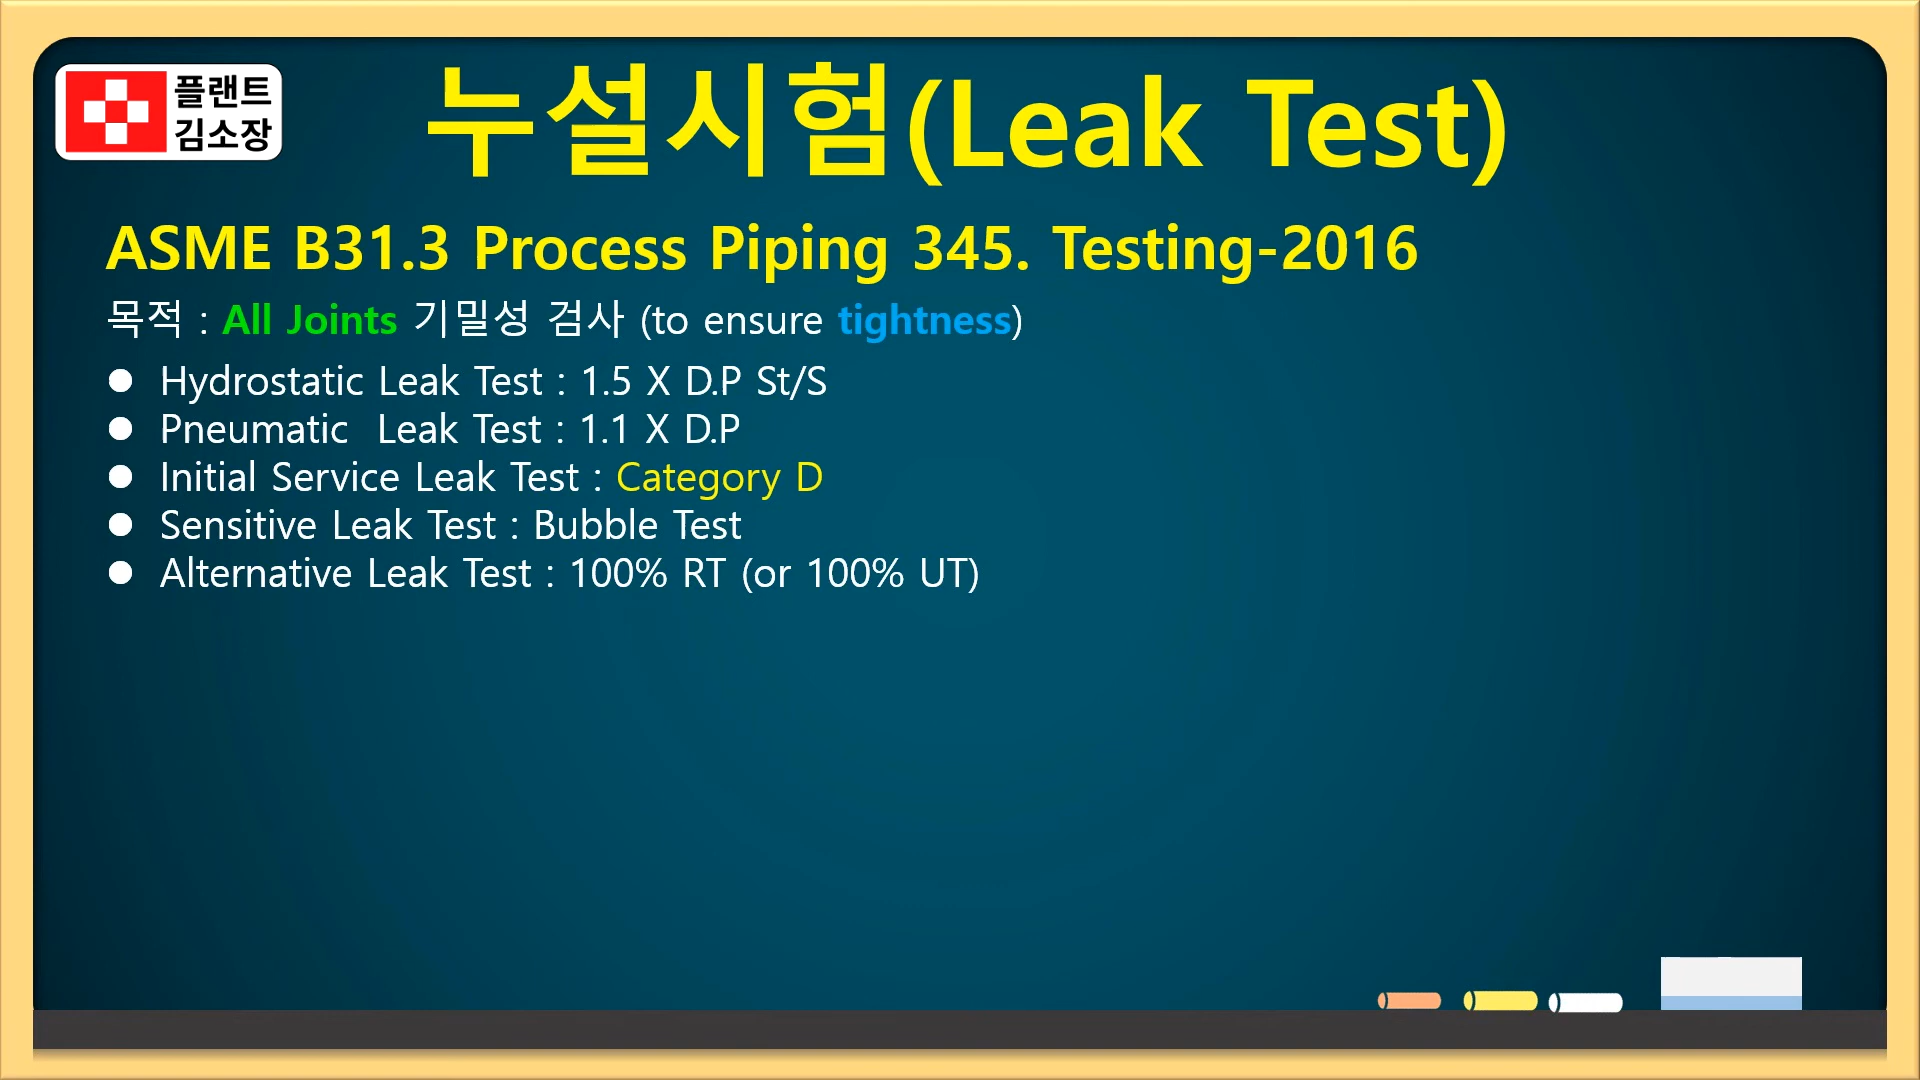 플랜트
김소장
누설시험(Leak Test)
ASME B31.3 Process Piping 345. Testing-2016
목적 : All Joints 기밀성 검사 (to ensure tightness)
● Hydrostatic Leak Test : 1.5 X D.P St/S
● Pneumatic Leak Test : 1.1 X D.P
● Initial Service Leak Test : Category D
● Sensitive Leak Test : Bubble Test
● Alternative Leak Test : 100% RT (or 100% UT)